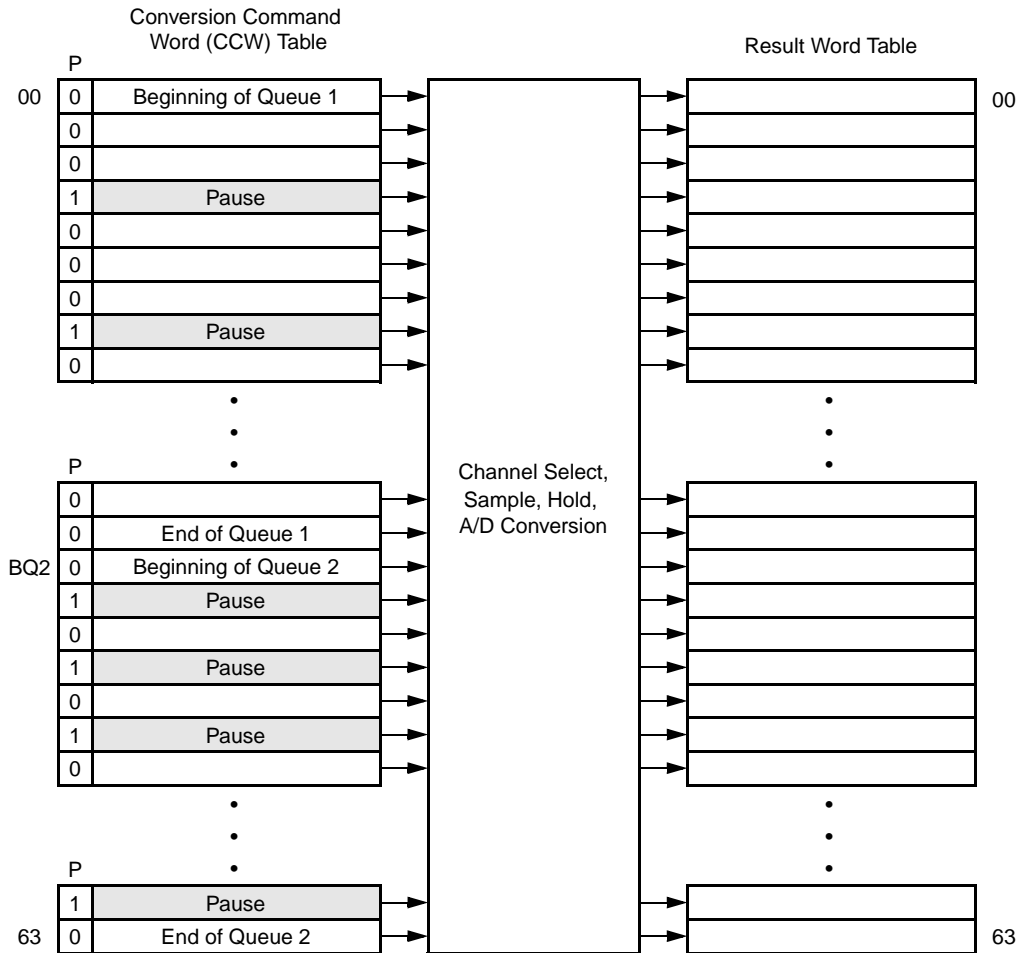 Conversion Command
Word (CCW) Table
Result Word Table
P
00 0 Beginning of Queue 1 00
0
0
1 Pause
0
0
0
1 Pause
0
P
0
0 End of Queue 1
BQ2 0 Beginning of Queue 2
1 Pause
0
1 Pause
0
1 Pause
0
Channel Select,
Sample, Hold,
A/D Conversion
P
1 Pause
63 0 End of Queue 2 63